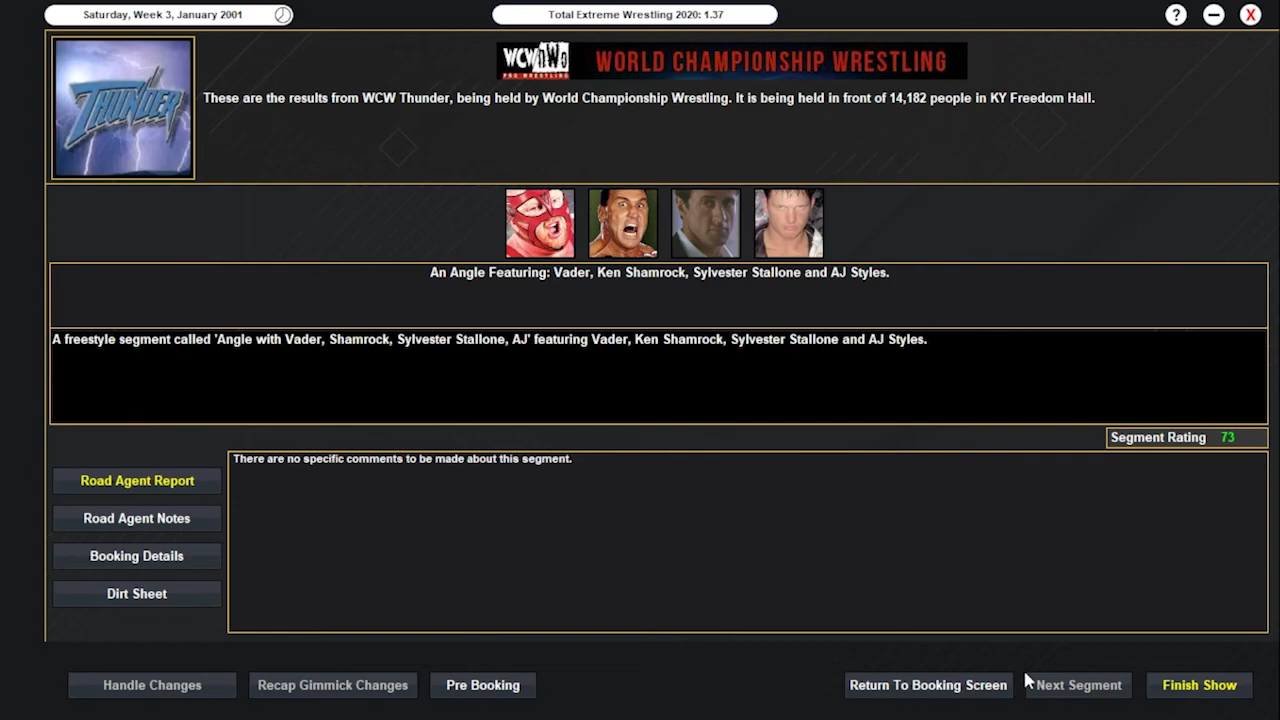 Saturday, Week 3, January 2001
Total Extreme Wrestling 2020: 1.37
? X
THUNDER
WCW nWo
PRO WRESTLING
WORLD CHAMPIONSHIP WRESTLING
These are the results from WCW Thunder, being held by World Championship Wrestling. It is being held in front of 14,182 people in KY Freedom Hall.
An Angle Featuring: Vader, Ken Shamrock, Sylvester Stallone and AJ Styles.
A freestyle segment called 'Angle with Vader, Shamrock, Sylvester Stallone, AJ' featuring Vader, Ken Shamrock, Sylvester Stallone and AJ Styles.
Segment Rating 73
There are no specific comments to be made about this segment.
Road Agent Report
Road Agent Notes
Booking Details
Dirt Sheet
Handle Changes
Recap Gimmick Changes
Pre Booking
Return To Booking Screen
Next Segment
Finish Show